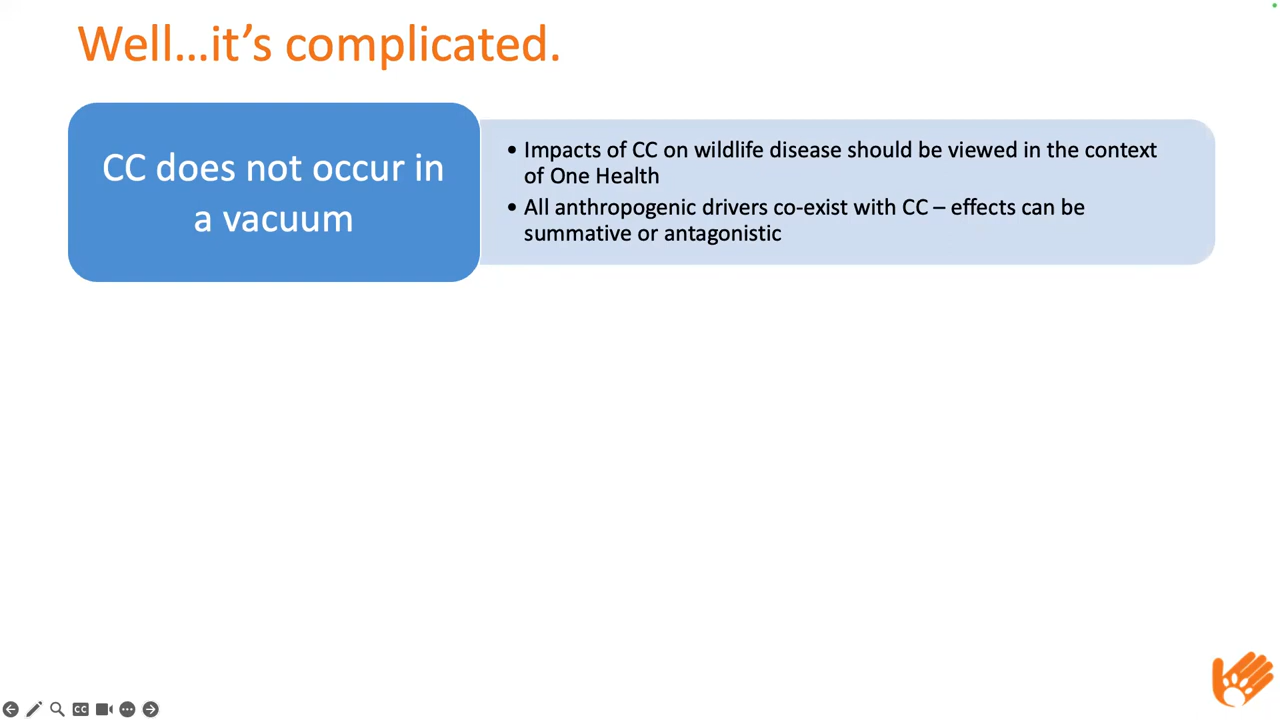 Well…it’s complicated.
CC does not occur in
a vacuum
• Impacts of CC on wildlife disease should be viewed in the context
of One Health
• All anthropogenic drivers co-exist with CC – effects can be
summative or antagonistic
CC